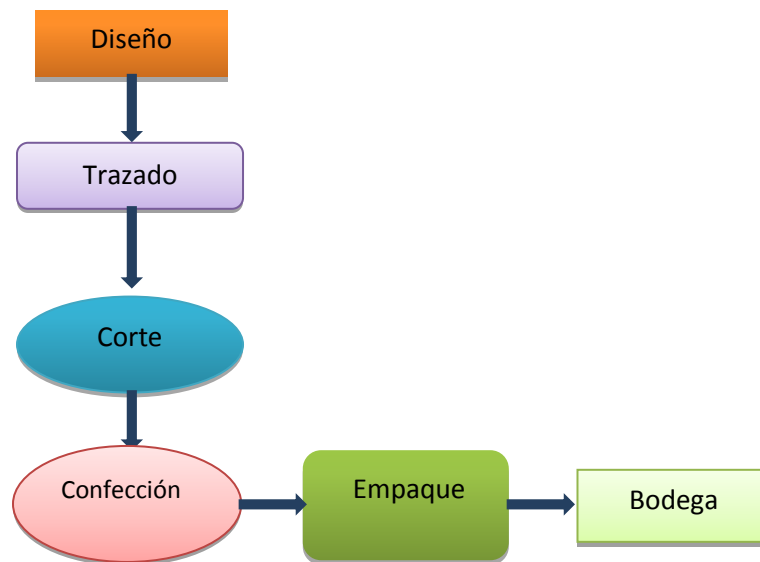 Diseño
Trazado
Corte
Confección
Empaque
Bodega